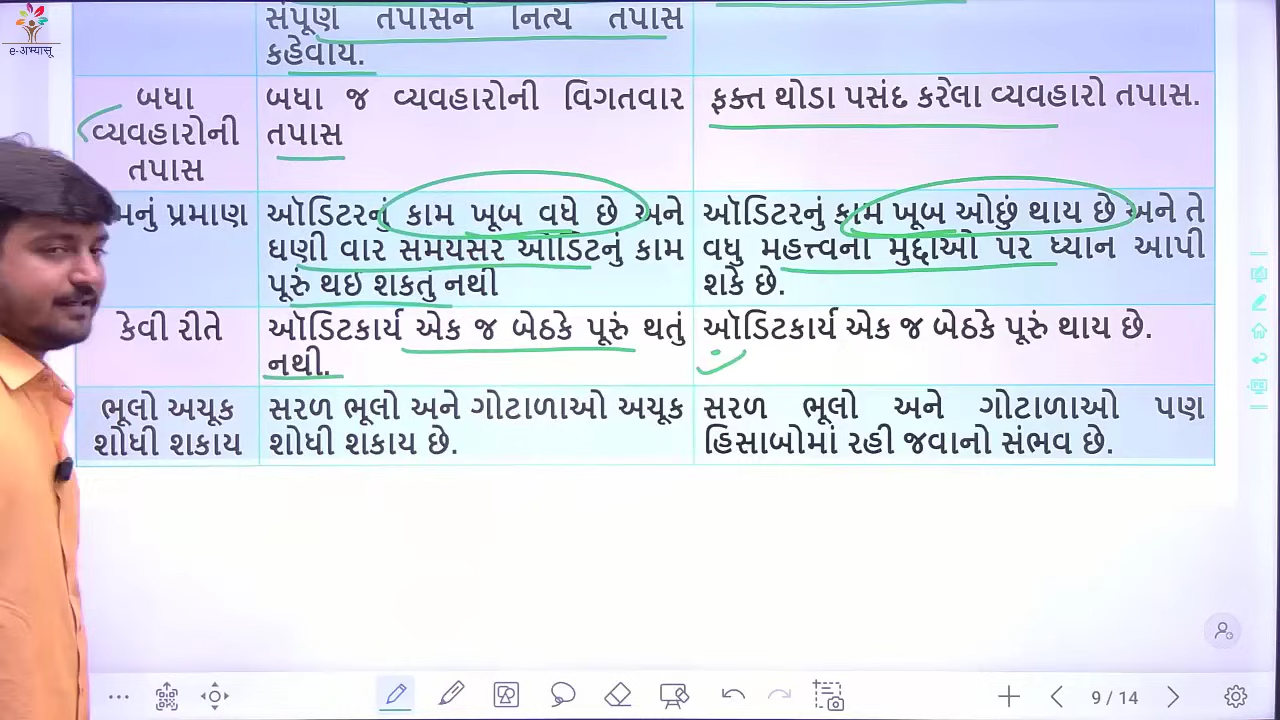 e-अभ्यासू
સંપૂર્ણ તપાસને નિત્ય તપાસ
કહેવાય.
બધા
વ્યવહારોની
તપાસ
બધા જ વ્યવહારોની વિગતવાર
તપાસ
ફક્ત થોડા પસંદ કરેલા વ્યવહારો તપાસ.
પ્રમાણ
ઑડિટરનું કામ ખૂબ વધે છે અને
ઘણી વાર સમયસર ઑડિટનું કામ
પૂરું થઇ શકતું નથી
ઑડિટરનું કામ ખૂબ ઓછું થાય છે અને તે
વધુ મહત્ત્વના મુદ્દાઓ પર ધ્યાન આપી
શકે છે.
કેવી રીતે
ઑડિટકાર્ય એક જ બેઠકે પૂરું થતું
નથી.
ઑડિટકાર્ય એક જ બેઠકે પૂરું થાય છે.
ભૂલો અચૂક
શોધી શકાય
સરળ ભૂલો અને ગોટાળાઓ અચૂક
શોધી શકાય છે.
સરળ ભૂલો અને ગોટાળાઓ પણ
હિસાબોમાં રહી જવાનો સંભવ છે.
9 / 14